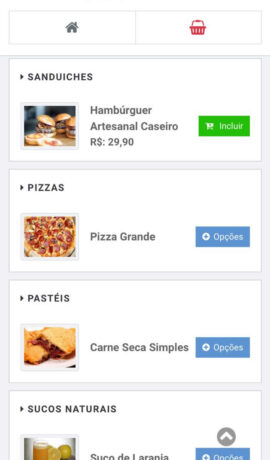 SANDUICHES
Hambúrguer
Artesanal Caseiro
R$: 29,90
Incluir
PIZZAS
Pizza Grande
Opções
PASTÉIS
Carne Seca Simples
Opções
SUCOS NATURAIS
Suco de Laranja
Opções